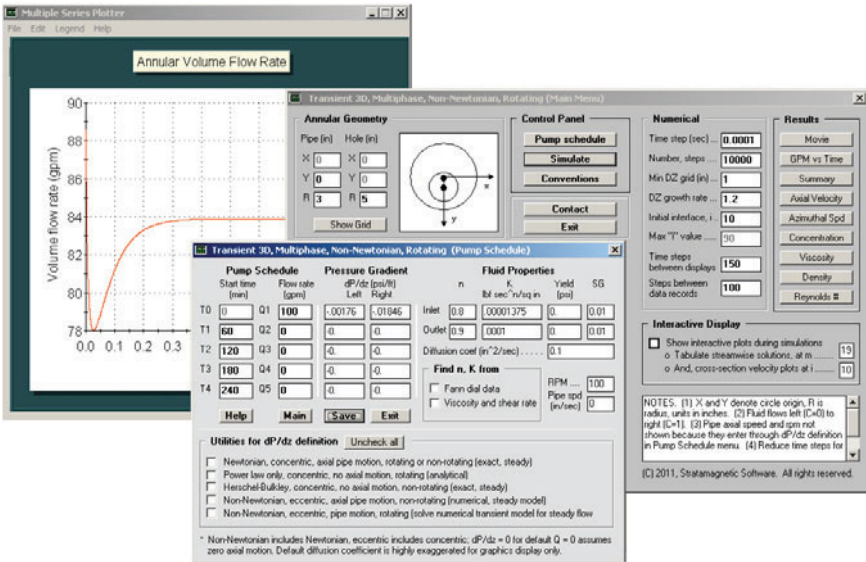 Multiple Series Plotter
File Edit Legend Help
Annular Volume Flow Rate
Volume flow rate (gpm)
90
87
84
81
78
0.0 0.1 0.2 0.3
Transient 3D, Multiphase, Non-Newtonian, Rotating (Main Menu)
Annular Geometry
Pipe (in) Hole (in)
X 0 X 0
Y 0 Y 0
R 3 R 5
Show Grid
x
y
Control Panel
Pump schedule
Simulate
Conventions
Contact
Exit
Numerical
Time step (sec) ... 0.0001
Number, steps .... 10000
Min DZ grid (in) ... 1
DZ growth rate ... 1.2
Initial interface, i .. 10
Max "I" value ..... 90
Time steps
between displays 150
Steps between
data records 100
Results
Movie
GPM vs Time
Summary
Axial Velocity
Azimuthal Spd
Concentration
Viscosity
Density
Reynolds #
Interactive Display
Show interactive plots during simulations
o Tabulate streamwise solutions, at m ...... 19
o And, cross-section velocity plots at i ..... 10
NOTES. (1) X and Y denote circle origin, R is
radius, units in inches. (2) Fluid flows left (C=0) to
right (C=1). (3) Pipe axial speed and rpm not
shown because they enter through dP/dz definition
in Pump Schedule menu. (4) Reduce time steps for
(C) 2011, Stratamagnetic Software. All rights reserved.
Transient 3D, Multiphase, Non-Newtonian, Rotating (Pump Schedule)
Pump Schedule
Start time
(min)
Flow rate
(gpm)
T0 0 Q1 100
T1 60 Q2 0
T2 120 Q3 0
T3 180 Q4 0
T4 240 Q5 0
Pressure Gradient
dP/dz (psi/ft)
Left Right
-.00176 -.01846
-0. -0.
-0. -0.
-0. -0.
-0. -0.
Fluid Properties
n K Yield SG
lbf sec^n/sq in (psi)
Inlet 0.8 .00001375 0. 0.01
Outlet 0.9 .0001 0. 0.01
Diffusion coef (in^2/sec) ..... 0.1
Find n, K from
Fann dial data
Viscosity and shear rate
RPM .... 100
Pipe spd
(in/sec) 0
Help Main Save Exit
Utilities for dP/dz definition Uncheck all
Newtonian, concentric, axial pipe motion, rotating or non-rotating (exact, steady)
Power law only, concentric, no axial motion, rotating (analytical)
Herschel-Bulkley, concentric, no axial motion, non-rotating (exact, steady)
Non-Newtonian, eccentric, axial pipe motion, non-rotating (numerical, steady model)
Non-Newtonian, eccentric, pipe motion, rotating (solve numerical transient model for steady flow
* Non-Newtonian includes Newtonian, eccentric includes concentric; dP/dz = 0 for default Q = 0 assumes
zero axial motion. Default diffusion coefficient is highly exaggerated for graphics display only.